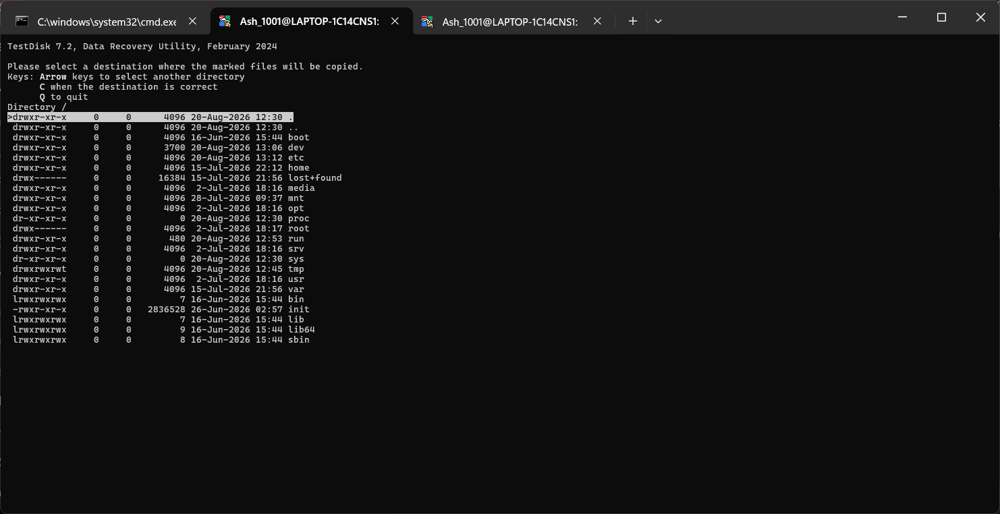 C:\windows\system32\cmd.exe
Ash_1001@LAPTOP-1C14CNS1:
Ash_1001@LAPTOP-1C14CNS1:
TestDisk 7.2, Data Recovery Utility, February 2024
Please select a destination where the marked files will be copied.
Keys: Arrow keys to select another directory
      C when the destination is correct
      Q to quit
Directory /
>drwxr-xr-x     0     0      4096 20-Aug-2026 12:30 .
 drwxr-xr-x     0     0      4096 20-Aug-2026 12:30 ..
 drwxr-xr-x     0     0      4096 16-Jun-2026 15:44 boot
 drwxr-xr-x     0     0      3700 20-Aug-2026 13:06 dev
 drwxr-xr-x     0     0      4096 20-Aug-2026 13:12 etc
 drwxr-xr-x     0     0      4096 15-Jul-2026 22:12 home
 drwx------     0     0     16384 15-Jul-2026 21:56 lost+found
 drwxr-xr-x     0     0      4096  2-Jul-2026 18:16 media
 drwxr-xr-x     0     0      4096 28-Jul-2026 09:37 mnt
 drwxr-xr-x     0     0      4096  2-Jul-2026 18:16 opt
 dr-xr-xr-x     0     0         0 20-Aug-2026 12:30 proc
 drwx------     0     0      4096  2-Jul-2026 18:17 root
 drwxr-xr-x     0     0       480 20-Aug-2026 12:53 run
 drwxr-xr-x     0     0      4096  2-Jul-2026 18:16 srv
 dr-xr-xr-x     0     0         0 20-Aug-2026 12:30 sys
 drwxrwxrwt     0     0      4096 20-Aug-2026 12:45 tmp
 drwxr-xr-x     0     0      4096  2-Jul-2026 18:16 usr
 drwxr-xr-x     0     0      4096 15-Jul-2026 21:56 var
 lrwxrwxrwx     0     0         7 16-Jun-2026 15:44 bin
 -rwxr-xr-x     0     0   2836528 26-Jun-2026 02:57 init
 lrwxrwxrwx     0     0         7 16-Jun-2026 15:44 lib
 lrwxrwxrwx     0     0         9 16-Jun-2026 15:44 lib64
 lrwxrwxrwx     0     0         8 16-Jun-2026 15:44 sbin